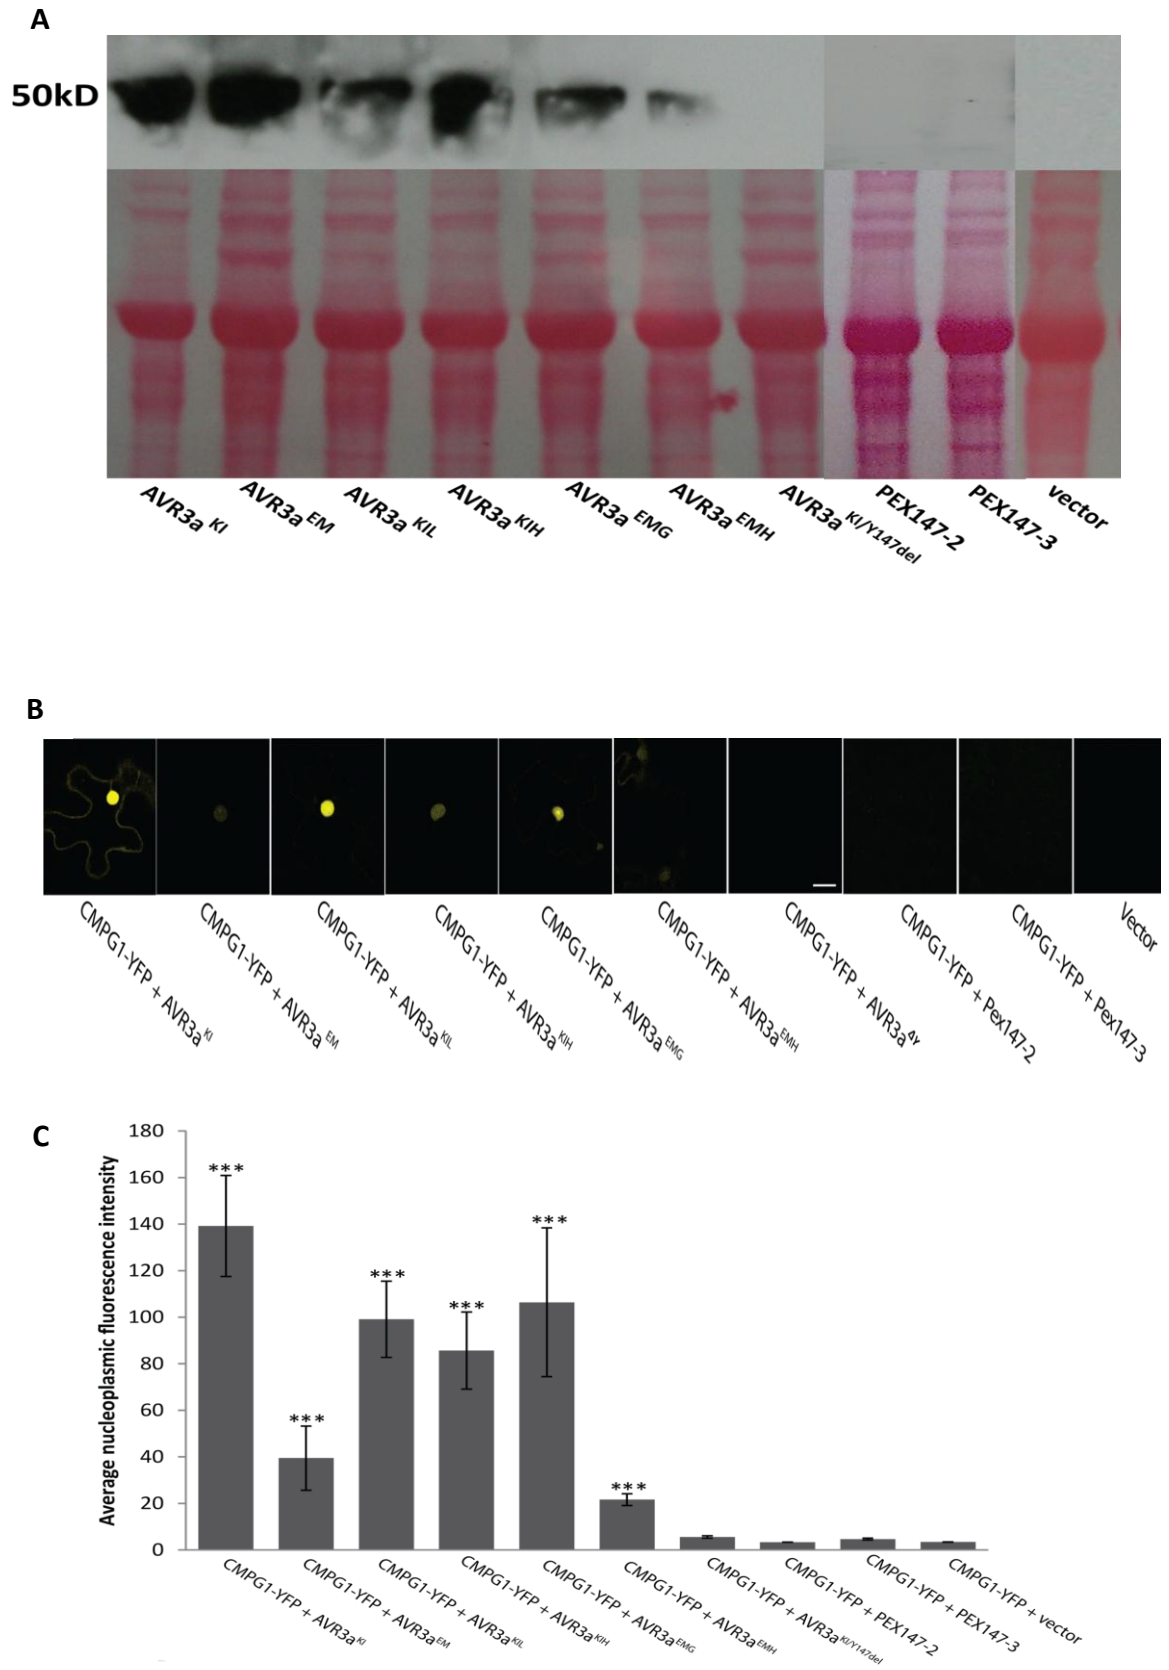 A
50kD
AVR3a KI
AVR3a EM
AVR3a KIL
AVR3a KIH
AVR3a EMG
AVR3a EMH
AVR3a KI/Y147del
PEX147-2
PEX147-3
vector
B
CMPG1-YFP + AVR3a KI
CMPG1-YFP + AVR3a EM
CMPG1-YFP + AVR3a KIL
CMPG1-YFP + AVR3a KIH
CMPG1-YFP + AVR3a EMG
CMPG1-YFP + AVR3a EMH
CMPG1-YFP + AVR3a ΔY
CMPG1-YFP + Pex147-2
CMPG1-YFP + Pex147-3
Vector
C
Average nucleoplasmic fluorescence intensity
180
160
140
120
100
80
60
40
20
0
***
***
***
***
***
***
CMPG1-YFP + AVR3a KI
CMPG1-YFP + AVR3a EM
CMPG1-YFP + AVR3a KIL
CMPG1-YFP + AVR3a KIH
CMPG1-YFP + AVR3a EMG
CMPG1-YFP + AVR3a EMH
CMPG1-YFP + AVR3a KI/Y147del
CMPG1-YFP + PEX147-2
CMPG1-YFP + PEX147-3
CMPG1-YFP + vector